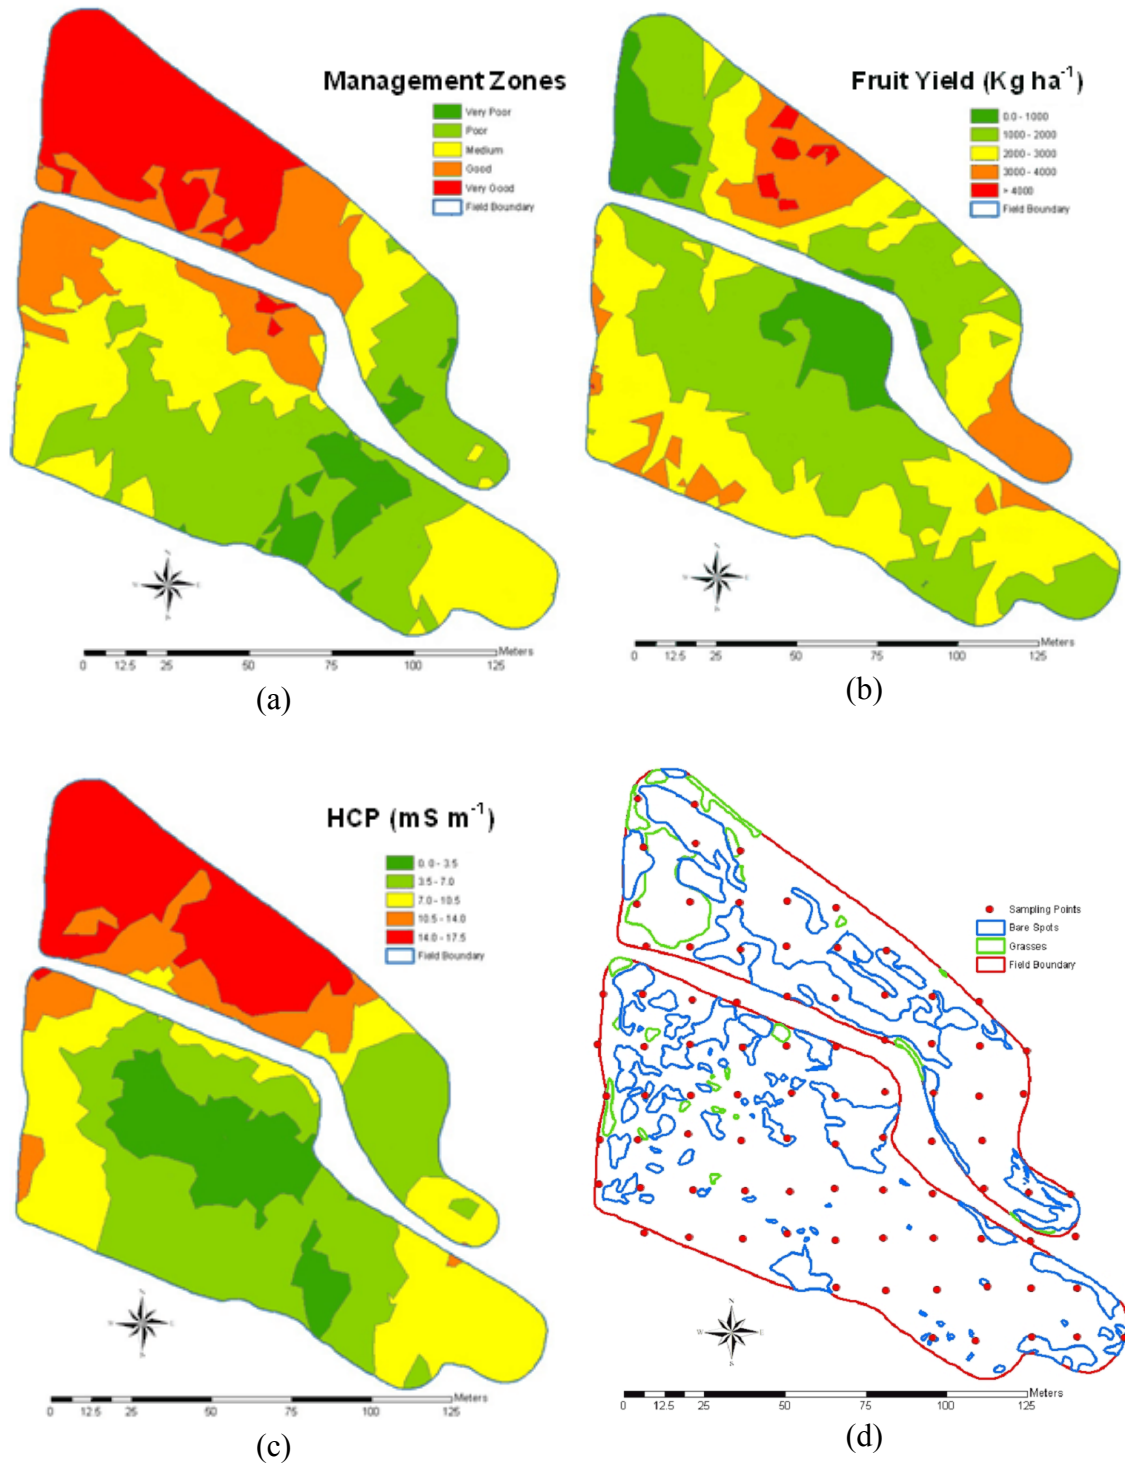 Management Zones
Very Poor
Poor
Medium
Good
Very Good
Field Boundary
N
W
E
S
0 12.5 25 50 75 100 125
Meters
(a)
Fruit Yield (Kg ha⁻¹)
0.0 - 1000
1000 - 2000
2000 - 3000
3000 - 4000
> 4000
Field Boundary
N
W
E
S
0 12.5 25 50 75 100 125
Meters
(b)
HCP (mS m⁻¹)
0.0 - 3.5
3.5 - 7.0
7.0 - 10.5
10.5 - 14.0
14.0 - 17.5
Field Boundary
N
W
E
S
0 12.5 25 50 75 100 125
Meters
(c)
Sampling Points
Bare Spots
Grasses
Field Boundary
N
W
E
S
0 12.5 25 50 75 100 125
Meters
(d)